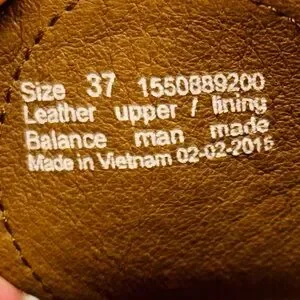 Size 37 1550889200
Leather upper / lining
Balance man made
Made in Vietnam 02-02-2015